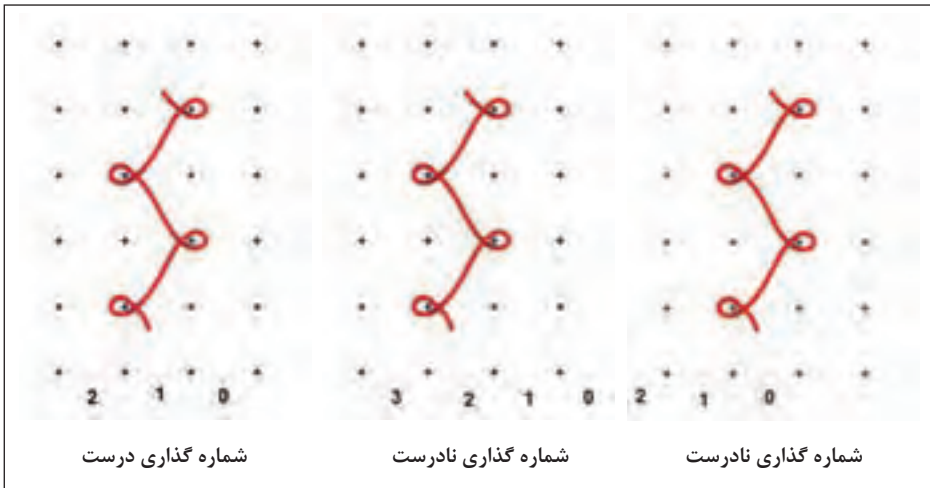 2 1 0
3 2 1 0
2 1 0
شماره گذاری درست
شماره گذاری نادرست
شماره گذاری نادرست